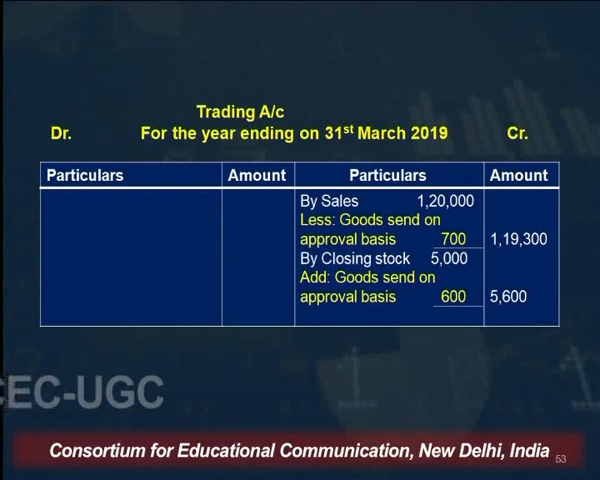 Trading A/c
Dr. For the year ending on 31st March 2019 Cr.
Particulars Amount Particulars Amount
By Sales 1,20,000
Less: Goods send on
approval basis 700 1,19,300
By Closing stock 5,000
Add: Goods send on
approval basis 600 5,600
CEC-UGC
Consortium for Educational Communication, New Delhi, India
53